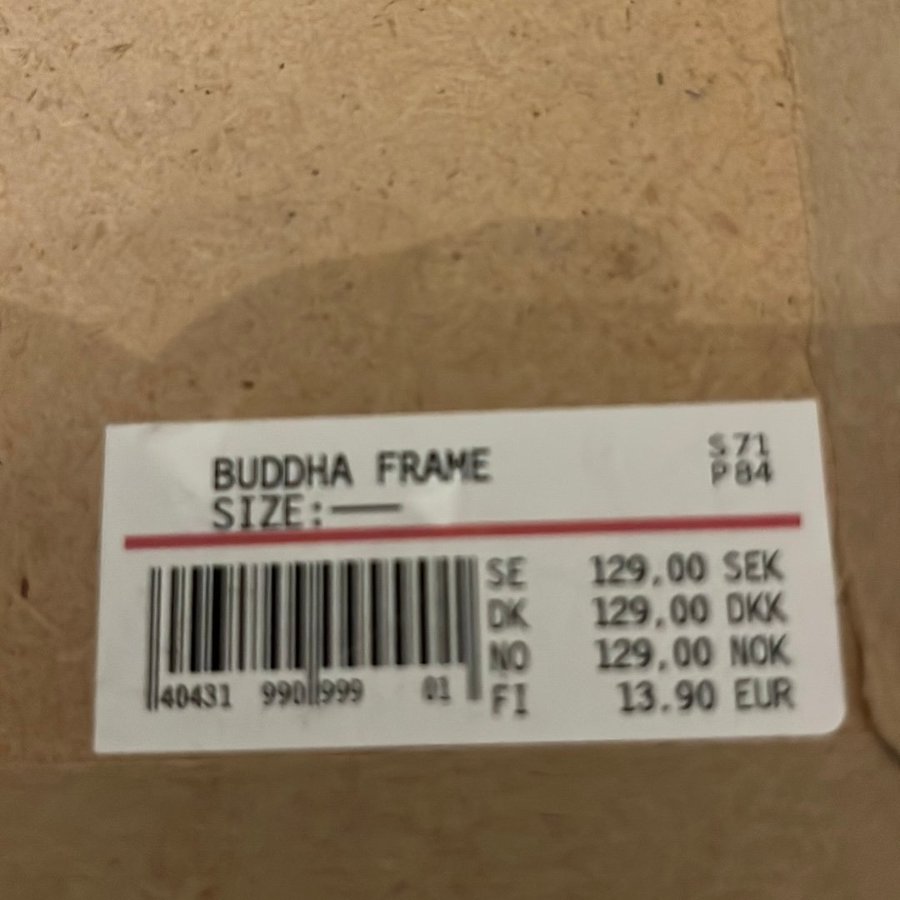 BUDDHA FRAME
SIZE:——
S71
P84
SE 129,00 SEK
DK 129,00 DKK
NO 129,00 NOK
FI 13.90 EUR
40431 990 999 01